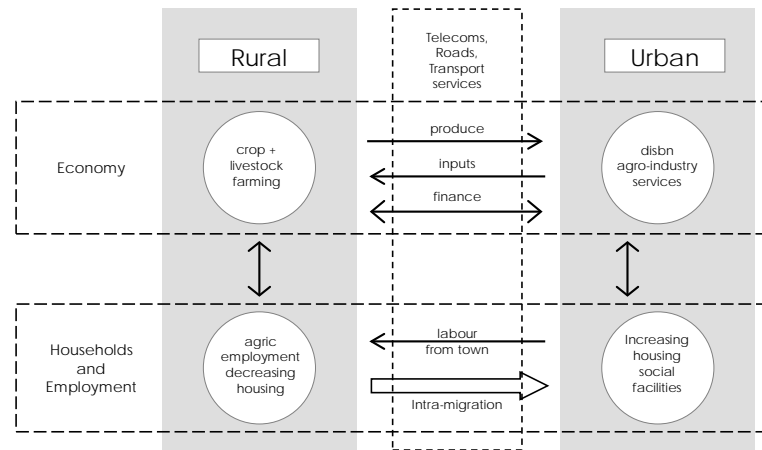 Rural
Telecoms,
Roads,
Transport
services
Urban
Economy
crop +
livestock
farming
produce
inputs
finance
disbn
agro-industry
services
Households
and
Employment
agric
employment
decreasing
housing
labour
from town
Intra-migration
Increasing
housing
social
facilities